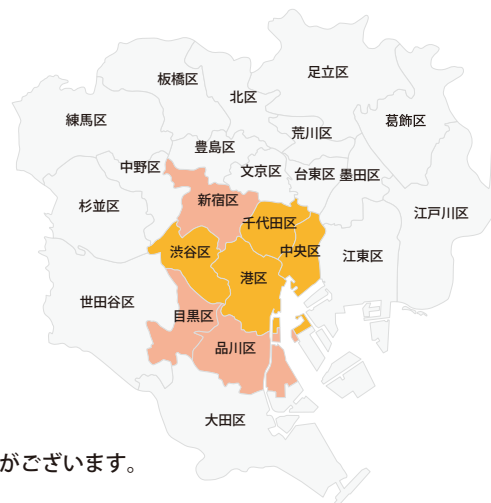 足立区
板橋区
北区
葛飾区
練馬区
荒川区
豊島区
中野区
文京区
台東区
墨田区
杉並区
新宿区
江戸川区
千代田区
渋谷区
中央区
江東区
港区
世田谷区
目黒区
品川区
大田区
がございます。